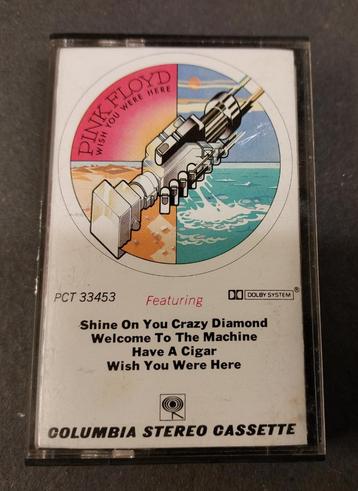 PINK FLOYD
WISH YOU WERE HERE
PCT 33453
Featuring
DOLBY SYSTEM ®
Shine On You Crazy Diamond
Welcome To The Machine
Have A Cigar
Wish You Were Here
COLUMBIA STEREO CASSETTE